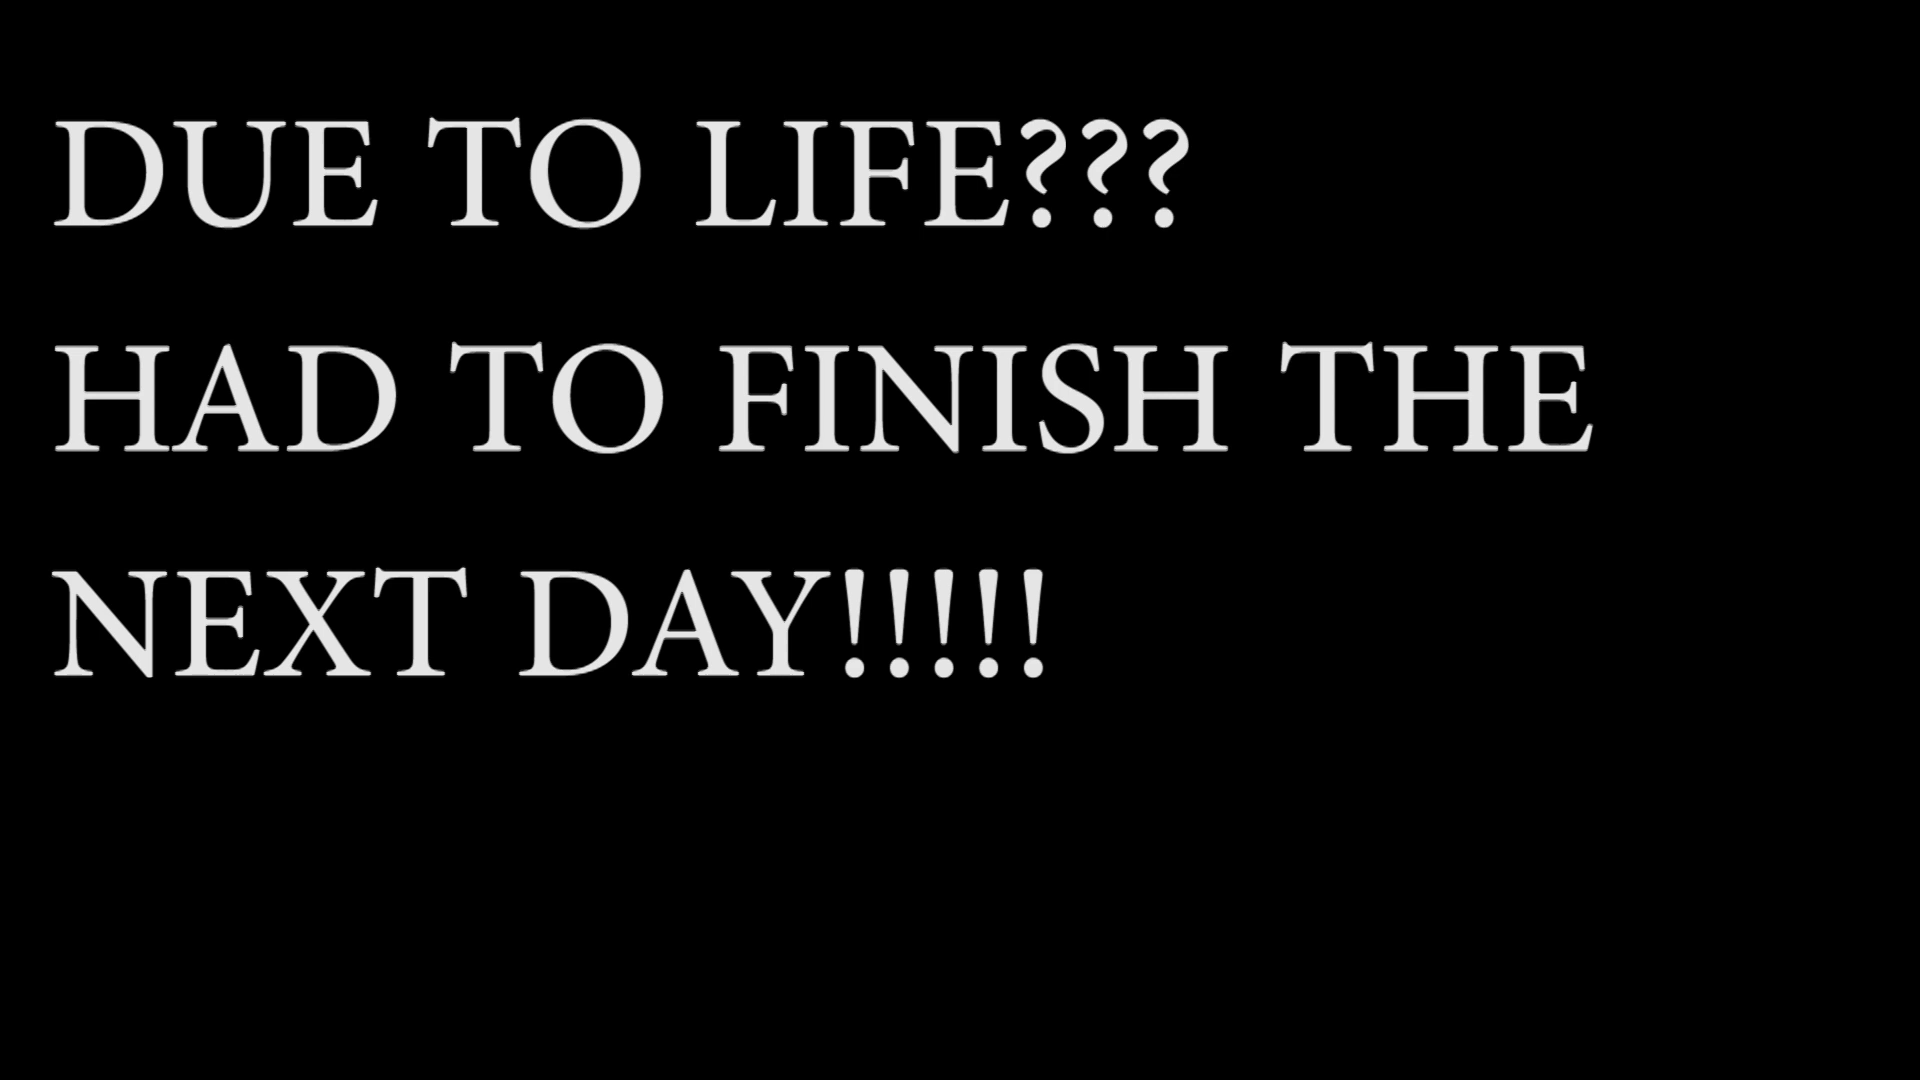 DUE TO LIFE???
HAD TO FINISH THE
NEXT DAY!!!!!